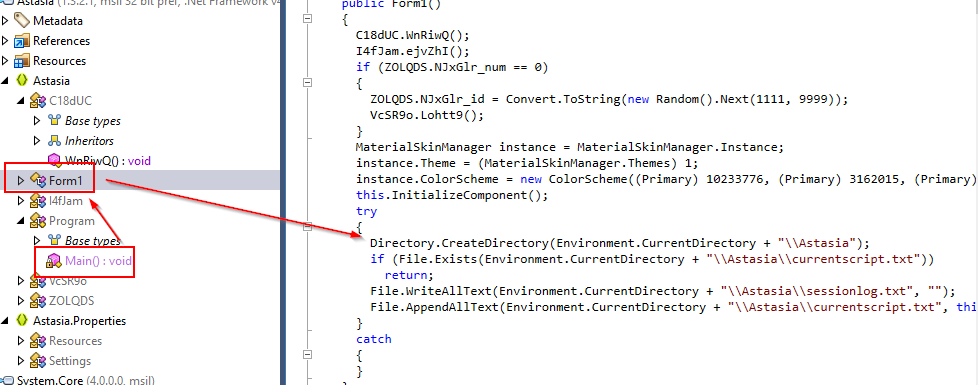 Astasia (1.3.2.1, msil 32 bit pref, .Net Framework v4
Metadata
References
Resources
Astasia
C18dUC
Base types
Inheritors
WnRiwQ() : void
Form1
I4fJam
Program
Base types
Main() : void
VcSR9o
ZOLQDS
Astasia.Properties
Resources
Settings
System.Core (4.0.0.0, msil)
public Form1()
{
C18dUC.WnRiwQ();
I4fJam.ejvZhI();
if (ZOLQDS.NJxGlr_num == 0)
{
ZOLQDS.NJxGlr_id = Convert.ToString(new Random().Next(1111, 9999));
VcSR9o.Lohtt9();
}
MaterialSkinManager instance = MaterialSkinManager.Instance;
instance.Theme = (MaterialSkinManager.Themes) 1;
instance.ColorScheme = new ColorScheme((Primary) 10233776, (Primary) 3162015, (Primary)
this.InitializeComponent();
try
{
Directory.CreateDirectory(Environment.CurrentDirectory + "\\Astasia");
if (File.Exists(Environment.CurrentDirectory + "\\Astasia\\currentscript.txt"))
return;
File.WriteAllText(Environment.CurrentDirectory + "\\Astasia\\sessionlog.txt", "");
File.AppendAllText(Environment.CurrentDirectory + "\\Astasia\\currentscript.txt", thi
}
catch
{
}